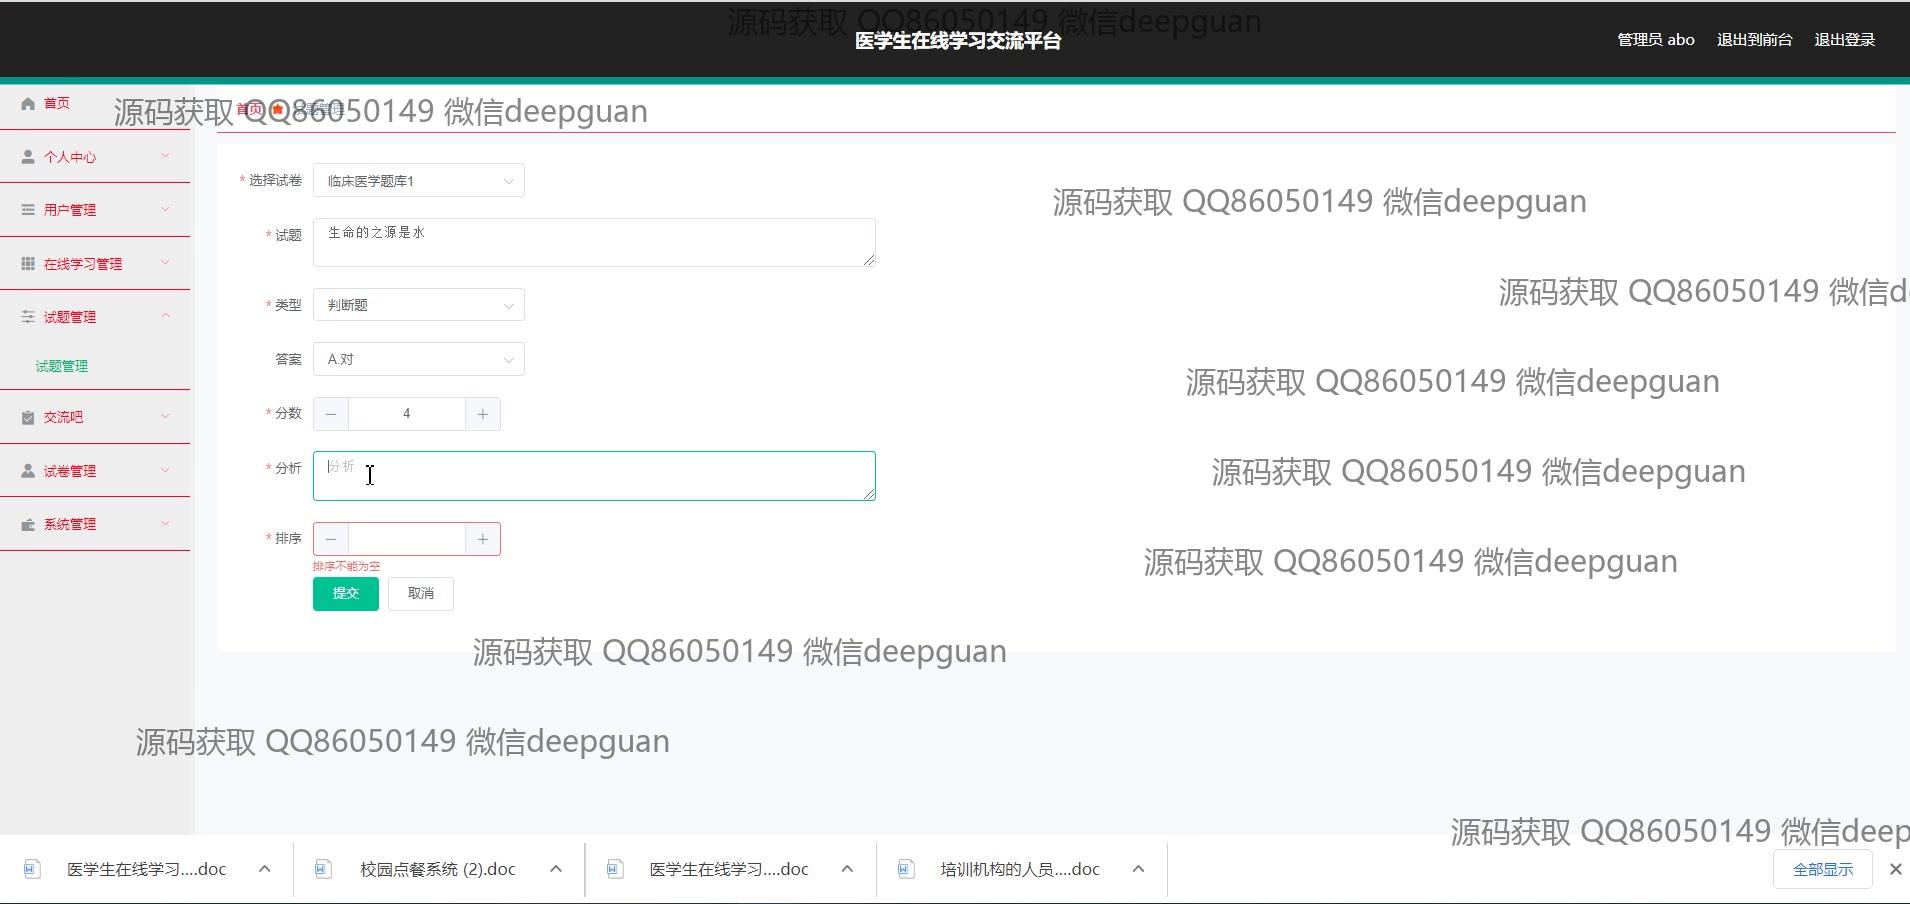 源码获取 QQ86050149 微信deepguan
医学生在线学习交流平台
管理员 abo 退出到前台 退出登录
首页
源码获取 QQ86050149 微信deepguan
首页 试题管理
个人中心
用户管理
在线学习管理
试题管理
试题管理
交流吧
试卷管理
系统管理
* 选择试卷 临床医学题库1
源码获取 QQ86050149 微信deepguan
* 试题 生命的之源是水
源码获取 QQ86050149 微信d
* 类型 判断题
答案 A.对
源码获取 QQ86050149 微信deepguan
* 分数 4
* 分析 分析
源码获取 QQ86050149 微信deepguan
* 排序
排序不能为空
源码获取 QQ86050149 微信deepguan
提交 取消
源码获取 QQ86050149 微信deepguan
源码获取 QQ86050149 微信deepguan
源码获取 QQ86050149 微信deep
医学生在线学习....doc 校园点餐系统 (2).doc 医学生在线学习....doc 培训机构的人员....doc 全部显示